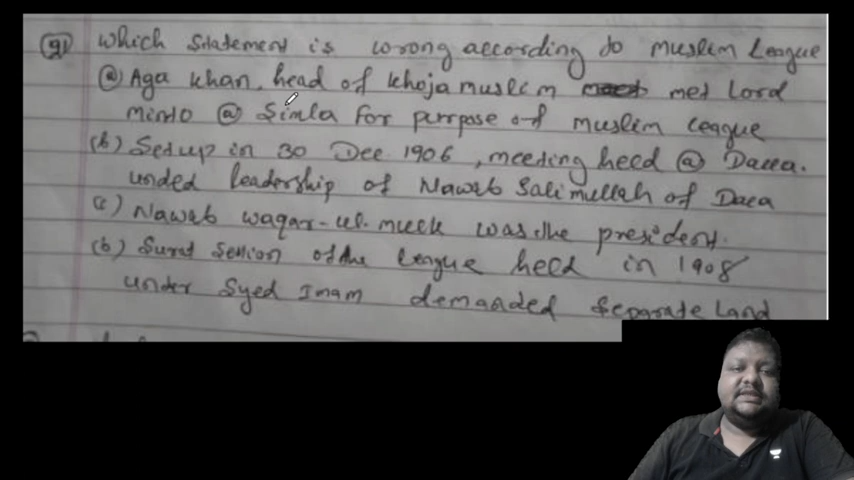 Q1 which statement is wrong according to muslim League
(a) Aga khan, head of khoja muslim met Lord
minto @ Simla for purpose of muslim league
(b) Setup in 30 Dec 1906, meeting held @ Dacca.
under leadership of Nawab Salimullah of Daca
(c) Nawab waqar-ul-mulk was the president.
(b) Surat session of the league held in 1908
under Syed Imam demanded separate land